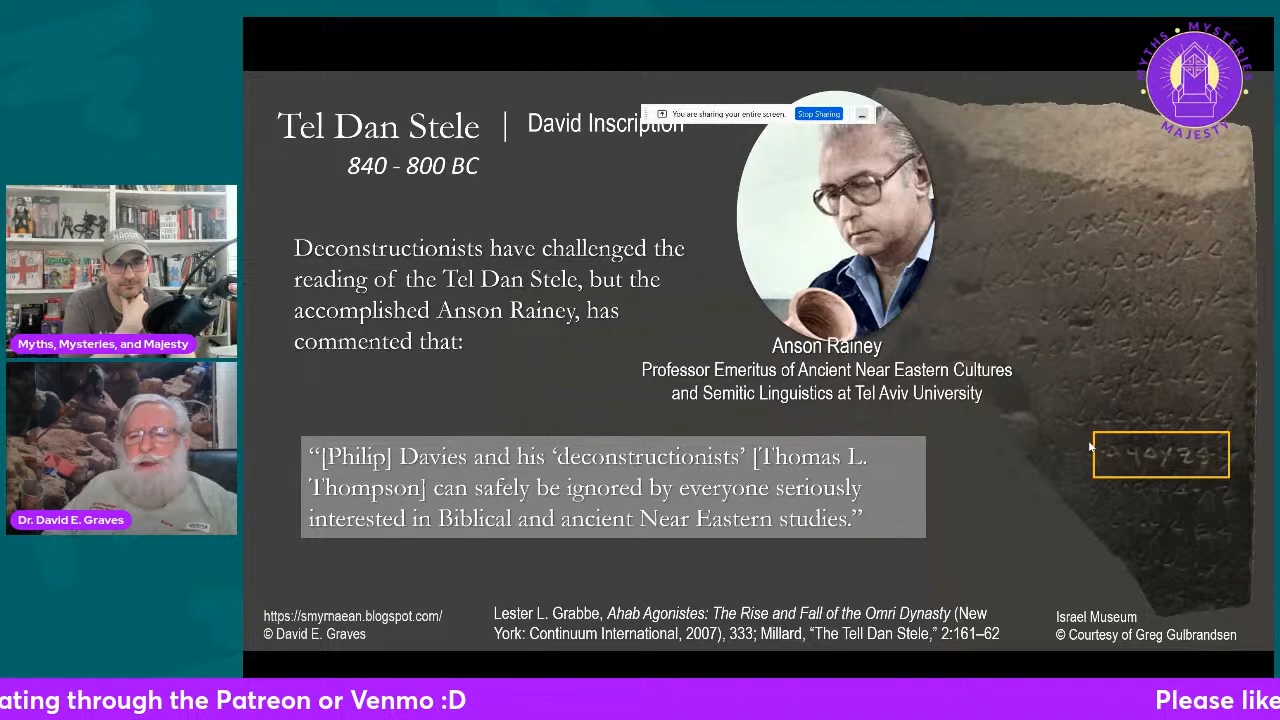 MYTHS MYSTERIES
MAJESTY
You are sharing your entire screen.
Stop Sharing
Tel Dan Stele | David Inscription
840 - 800 BC
Deconstructionists have challenged the
reading of the Tel Dan Stele, but the
accomplished Anson Rainey, has
commented that:
Anson Rainey
Professor Emeritus of Ancient Near Eastern Cultures
and Semitic Linguistics at Tel Aviv University
“[Philip] Davies and his ‘deconstructionists’ [Thomas L.
Thompson] can safely be ignored by everyone seriously
interested in Biblical and ancient Near Eastern studies.”
Myths, Mysteries, and Majesty
Dr. David E. Graves
https://smyrnaean.blogspot.com/
© David E. Graves
Lester L. Grabbe, Ahab Agonistes: The Rise and Fall of the Omri Dynasty (New
York: Continuum International, 2007), 333; Millard, “The Tell Dan Stele,” 2:161–62
Israel Museum
© Courtesy of Greg Gulbrandsen
ating through the Patreon or Venmo :D
Please like